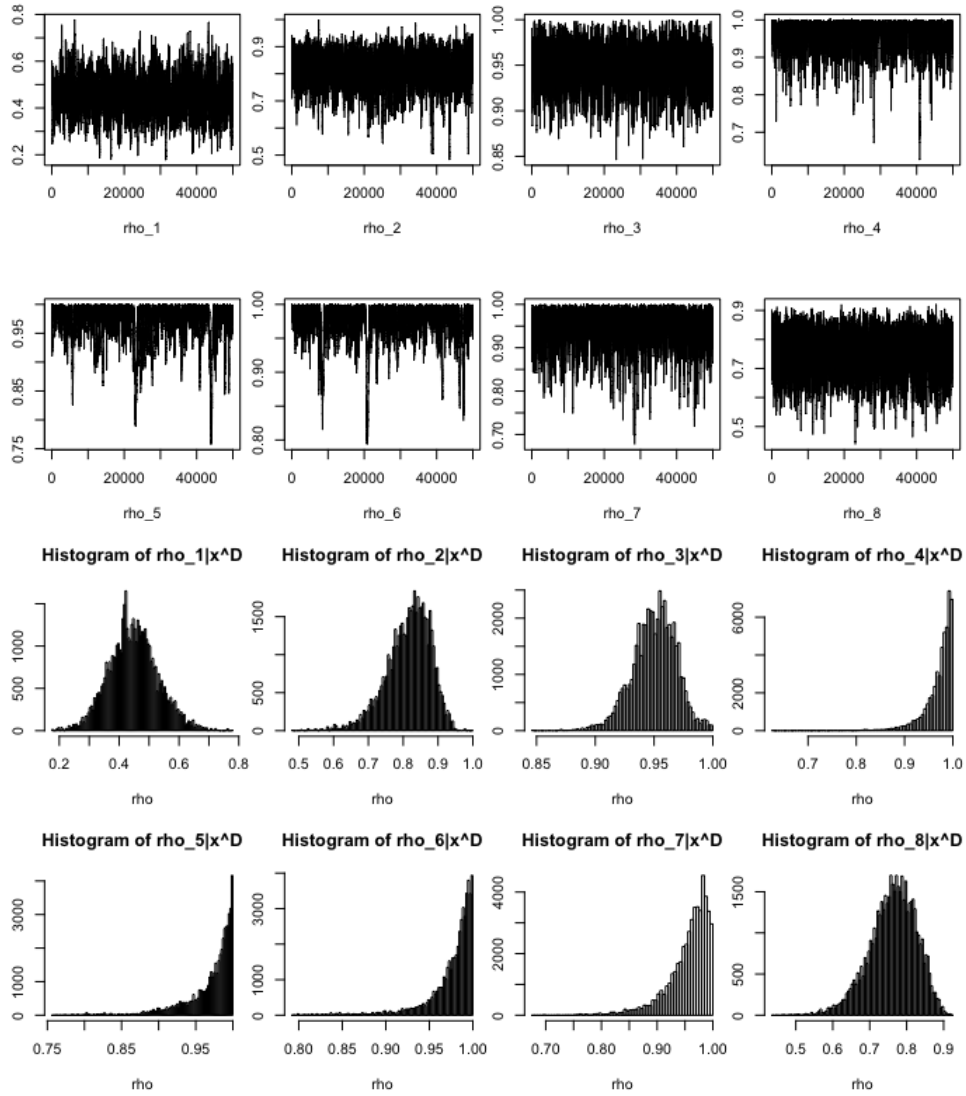 0.8
0.6
0.4
0.2
0 20000 40000
rho_1
0.9
0.7
0.5
0 20000 40000
rho_2
1.00
0.95
0.90
0.85
0 20000 40000
rho_3
1.0
0.9
0.8
0.7
0 20000 40000
rho_4
0.95
0.85
0.75
0 20000 40000
rho_5
1.00
0.90
0.80
0 20000 40000
rho_6
1.00
0.90
0.80
0.70
0 20000 40000
rho_7
0.9
0.7
0.5
0 20000 40000
rho_8
Histogram of rho_1|x^D
1000
500
0
0.2 0.4 0.6 0.8
rho
Histogram of rho_2|x^D
1500
500
0
0.5 0.6 0.7 0.8 0.9 1.0
rho
Histogram of rho_3|x^D
2000
1000
0
0.85 0.90 0.95 1.00
rho
Histogram of rho_4|x^D
6000
2000
0
0.7 0.8 0.9 1.0
rho
Histogram of rho_5|x^D
3000
1000
0
0.75 0.85 0.95
rho
Histogram of rho_6|x^D
3000
1000
0
0.80 0.85 0.90 0.95 1.00
rho
Histogram of rho_7|x^D
4000
2000
0
0.70 0.80 0.90 1.00
rho
Histogram of rho_8|x^D
1500
500
0
0.5 0.6 0.7 0.8 0.9
rho